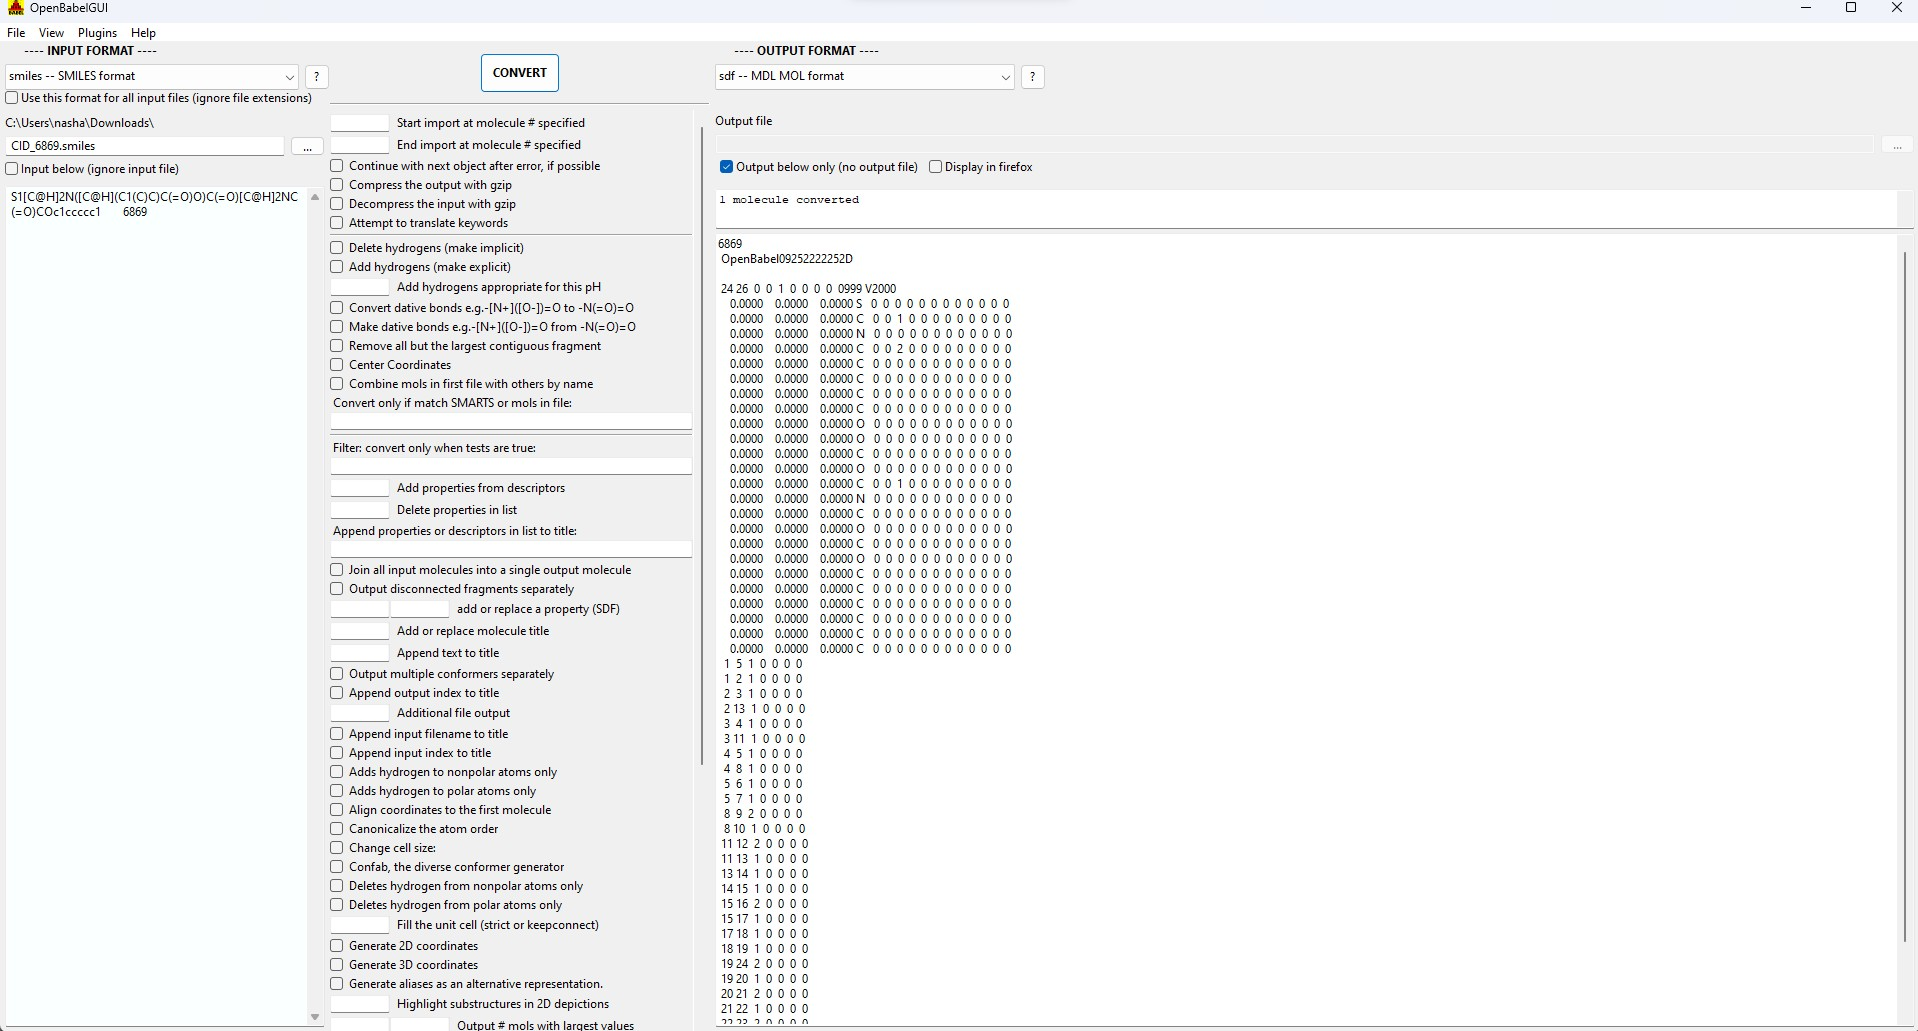 OpenBabelGUI
File View Plugins Help
---- INPUT FORMAT ----
smiles -- SMILES format
?
Use this format for all input files (ignore file extensions)
C:\Users\nasha\Downloads\
CID_6869.smiles
...
Input below (ignore input file)
S1[C@H]2N([C@H](C1(C)C)C(=O)O)C(=O)[C@H]2NC
(=O)COc1ccccc1 6869
CONVERT
Start import at molecule # specified
End import at molecule # specified
Continue with next object after error, if possible
Compress the output with gzip
Decompress the input with gzip
Attempt to translate keywords
Delete hydrogens (make implicit)
Add hydrogens (make explicit)
Add hydrogens appropriate for this pH
Convert dative bonds e.g.-[N+]([O-])=O to -N(=O)=O
Make dative bonds e.g.-[N+]([O-])=O from -N(=O)=O
Remove all but the largest contiguous fragment
Center Coordinates
Combine mols in first file with others by name
Convert only if match SMARTS or mols in file:
Filter: convert only when tests are true:
Add properties from descriptors
Delete properties in list
Append properties or descriptors in list to title:
Join all input molecules into a single output molecule
Output disconnected fragments separately
add or replace a property (SDF)
Add or replace molecule title
Append text to title
Output multiple conformers separately
Append output index to title
Additional file output
Append input filename to title
Append input index to title
Adds hydrogen to nonpolar atoms only
Adds hydrogen to polar atoms only
Align coordinates to the first molecule
Canonicalize the atom order
Change cell size:
Confab, the diverse conformer generator
Deletes hydrogen from nonpolar atoms only
Deletes hydrogen from polar atoms only
Fill the unit cell (strict or keepconnect)
Generate 2D coordinates
Generate 3D coordinates
Generate aliases as an alternative representation.
Highlight substructures in 2D depictions
Output # mols with largest values
---- OUTPUT FORMAT ----
sdf -- MDL MOL format
?
Output file
...
Output below only (no output file) Display in firefox
1 molecule converted
6869
OpenBabel09252222252D
24 26 0 0 1 0 0 0 0 0999 V2000
0.0000 0.0000 0.0000 S 0 0 0 0 0 0 0 0 0 0 0 0
0.0000 0.0000 0.0000 C 0 0 1 0 0 0 0 0 0 0 0 0
0.0000 0.0000 0.0000 N 0 0 0 0 0 0 0 0 0 0 0 0
0.0000 0.0000 0.0000 C 0 0 2 0 0 0 0 0 0 0 0 0
0.0000 0.0000 0.0000 C 0 0 0 0 0 0 0 0 0 0 0 0
0.0000 0.0000 0.0000 C 0 0 0 0 0 0 0 0 0 0 0 0
0.0000 0.0000 0.0000 C 0 0 0 0 0 0 0 0 0 0 0 0
0.0000 0.0000 0.0000 C 0 0 0 0 0 0 0 0 0 0 0 0
0.0000 0.0000 0.0000 O 0 0 0 0 0 0 0 0 0 0 0 0
0.0000 0.0000 0.0000 O 0 0 0 0 0 0 0 0 0 0 0 0
0.0000 0.0000 0.0000 C 0 0 0 0 0 0 0 0 0 0 0 0
0.0000 0.0000 0.0000 O 0 0 0 0 0 0 0 0 0 0 0 0
0.0000 0.0000 0.0000 C 0 0 1 0 0 0 0 0 0 0 0 0
0.0000 0.0000 0.0000 N 0 0 0 0 0 0 0 0 0 0 0 0
0.0000 0.0000 0.0000 C 0 0 0 0 0 0 0 0 0 0 0 0
0.0000 0.0000 0.0000 O 0 0 0 0 0 0 0 0 0 0 0 0
0.0000 0.0000 0.0000 C 0 0 0 0 0 0 0 0 0 0 0 0
0.0000 0.0000 0.0000 O 0 0 0 0 0 0 0 0 0 0 0 0
0.0000 0.0000 0.0000 C 0 0 0 0 0 0 0 0 0 0 0 0
0.0000 0.0000 0.0000 C 0 0 0 0 0 0 0 0 0 0 0 0
0.0000 0.0000 0.0000 C 0 0 0 0 0 0 0 0 0 0 0 0
0.0000 0.0000 0.0000 C 0 0 0 0 0 0 0 0 0 0 0 0
0.0000 0.0000 0.0000 C 0 0 0 0 0 0 0 0 0 0 0 0
0.0000 0.0000 0.0000 C 0 0 0 0 0 0 0 0 0 0 0 0
1 5 1 0 0 0 0
1 2 1 0 0 0 0
2 3 1 0 0 0 0
2 13 1 0 0 0 0
3 4 1 0 0 0 0
3 11 1 0 0 0 0
4 5 1 0 0 0 0
4 8 1 0 0 0 0
5 6 1 0 0 0 0
5 7 1 0 0 0 0
8 9 2 0 0 0 0
8 10 1 0 0 0 0
11 12 2 0 0 0 0
11 13 1 0 0 0 0
13 14 1 0 0 0 0
14 15 1 0 0 0 0
15 16 2 0 0 0 0
15 17 1 0 0 0 0
17 18 1 0 0 0 0
18 19 1 0 0 0 0
19 24 2 0 0 0 0
19 20 1 0 0 0 0
20 21 2 0 0 0 0
21 22 1 0 0 0 0
22 23 2 0 0 0 0